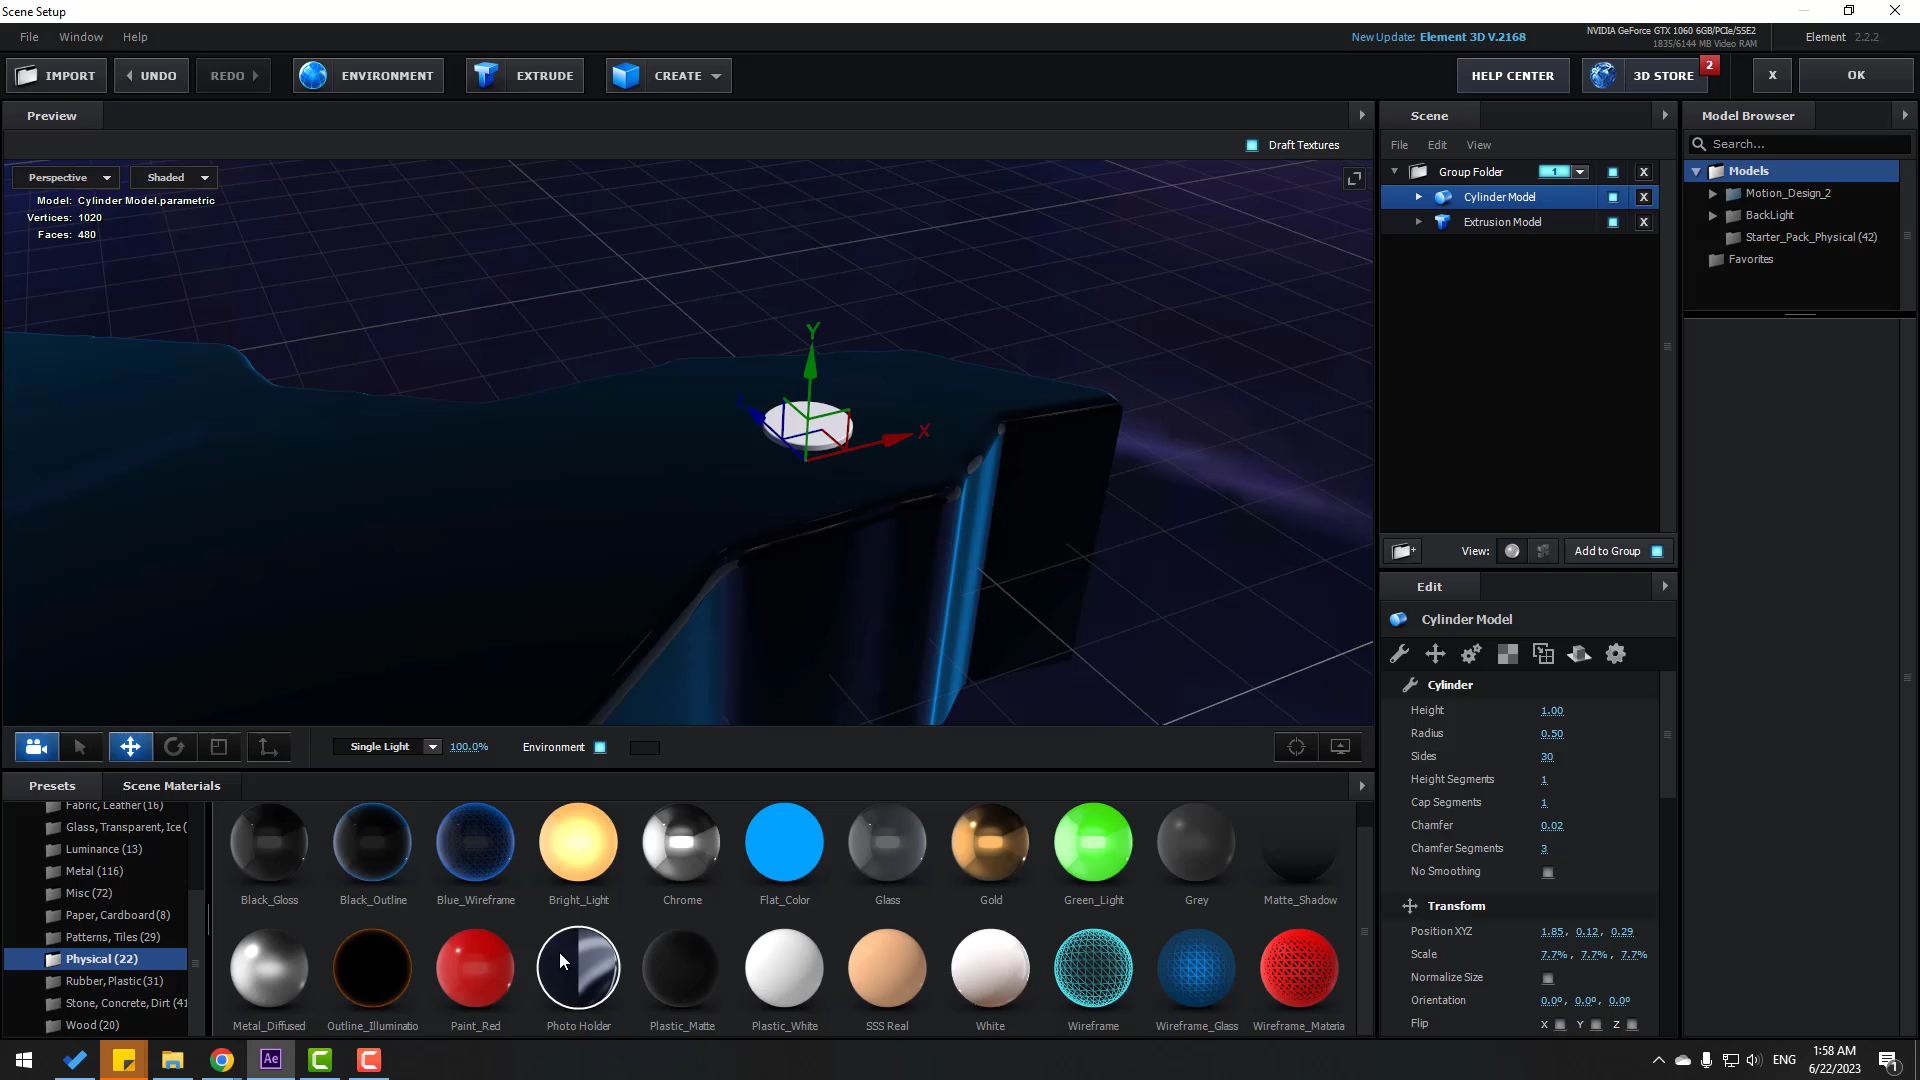 Scene Setup
File Window Help
New Update: Element 3D V.2168
NVIDIA GeForce GTX 1060 6GB/PCIe/SSE2
1835/6144 MB Video RAM
Element 2.2.2
IMPORT UNDO REDO ENVIRONMENT EXTRUDE CREATE HELP CENTER 3D STORE 2 X OK
Preview
Draft Textures
Perspective Shaded
Model: Cylinder Model.parametric
Vertices: 1020
Faces: 480
Y
X
Z
Single Light 100.0% Environment
Scene
File Edit View
Group Folder 1 X
Cylinder Model X
Extrusion Model X
View: Add to Group
Model Browser
Search...
Models
Motion_Design_2
BackLight
Starter_Pack_Physical (42)
Favorites
Edit
Cylinder Model
Cylinder
Height 1.00
Radius 0.50
Sides 30
Height Segments 1
Cap Segments 1
Chamfer 0.02
Chamfer Segments 3
No Smoothing
Transform
Position XYZ 1.85, 0.12, 0.29
Scale 7.7%, 7.7%, 7.7%
Normalize Size
Orientation 0.0º, 0.0º, 0.0º
Flip X Y Z
Presets Scene Materials
Fabric, Leather (16)
Glass, Transparent, Ice (
Luminance (13)
Metal (116)
Misc (72)
Paper, Cardboard (8)
Patterns, Tiles (29)
Physical (22)
Rubber, Plastic (31)
Stone, Concrete, Dirt (41
Wood (20)
Black_Gloss Black_Outline Blue_Wireframe Bright_Light Chrome Flat_Color Glass Gold Green_Light Grey Matte_Shadow
Metal_Diffused Outline_Illuminatio Paint_Red Photo Holder Plastic_Matte Plastic_White SSS Real White Wireframe Wireframe_Glass Wireframe_Materia
Ae
ENG
1:58 AM
6/22/2023
1